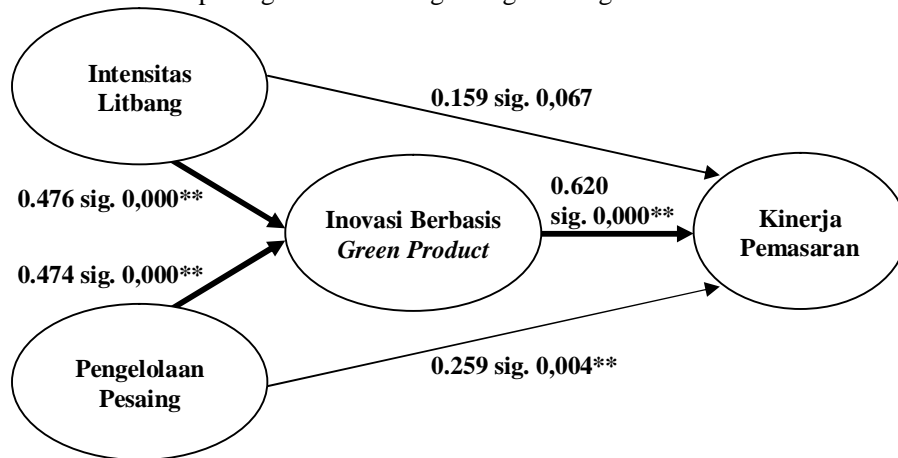 Intensitas
Litbang
0.159 sig. 0,067
0.476 sig. 0,000**
0.620
sig. 0,000**
Inovasi Berbasis
Green Product
Kinerja
Pemasaran
0.474 sig. 0,000**
Pengelolaan
Pesaing
0.259 sig. 0,004**